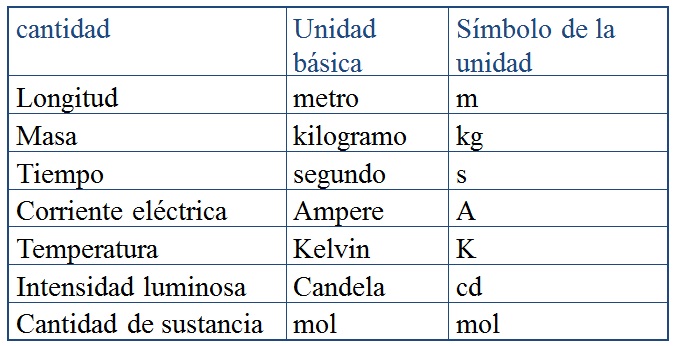 cantidad Unidad básica Símbolo de la unidad
Longitud metro m
Masa kilogramo kg
Tiempo segundo s
Corriente eléctrica Ampere A
Temperatura Kelvin K
Intensidad luminosa Candela cd
Cantidad de sustancia mol mol